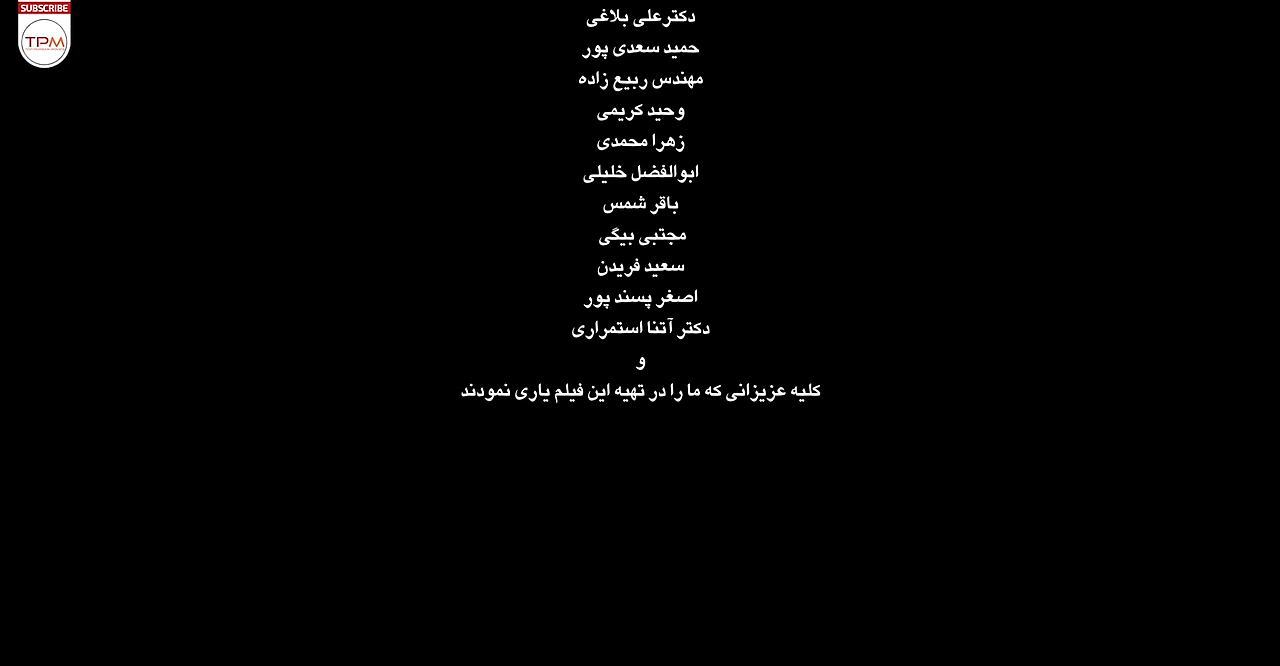 SUBSCRIBE
TPM
دکترعلی بلاغی
حمید سعدی پور
مهندس ربیع زاده
وحید کریمی
زهرا محمدی
ابوالفضل خلیلی
باقر شمس
مجتبی بیگی
سعید فریدن
اصغر پسند پور
دکتر آتنا استمراری
و
کلیه عزیزانی که ما را در تهیه این فیلم یاری نمودند